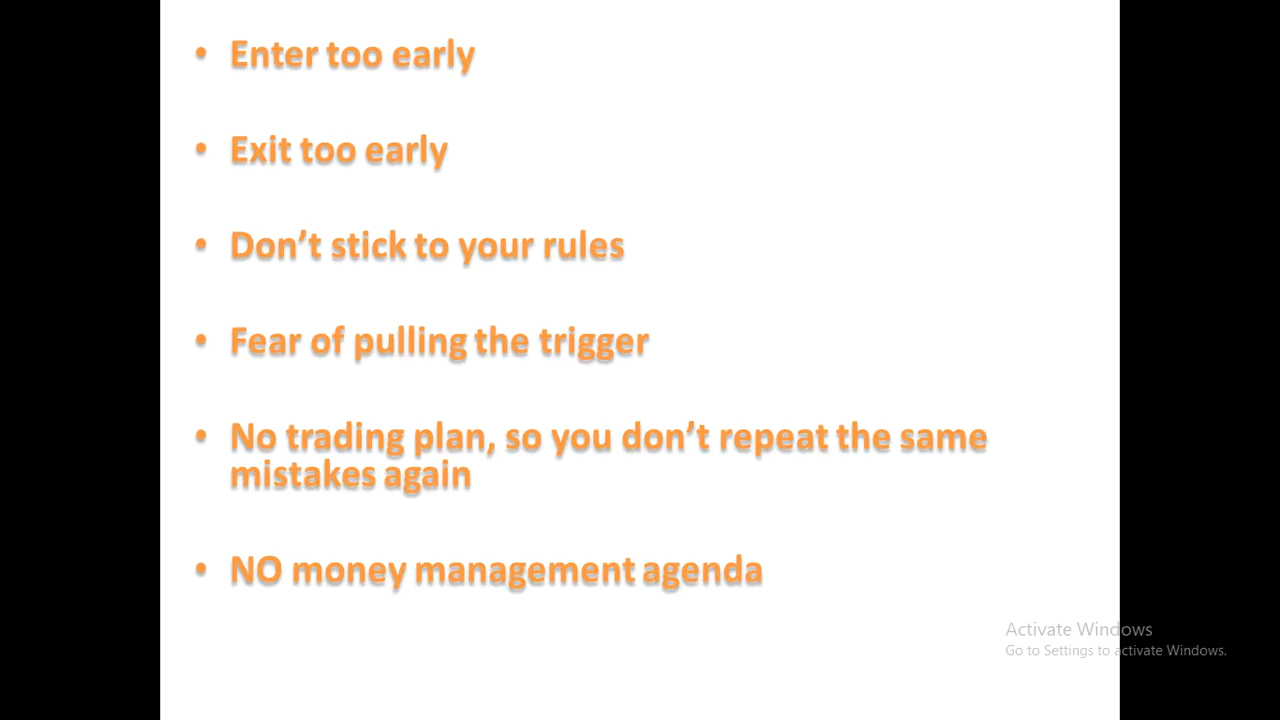 • Enter too early
• Exit too early
• Don’t stick to your rules
• Fear of pulling the trigger
• No trading plan, so you don’t repeat the same
mistakes again
• NO money management agenda
Activate Windows
Go to Settings to activate Windows.